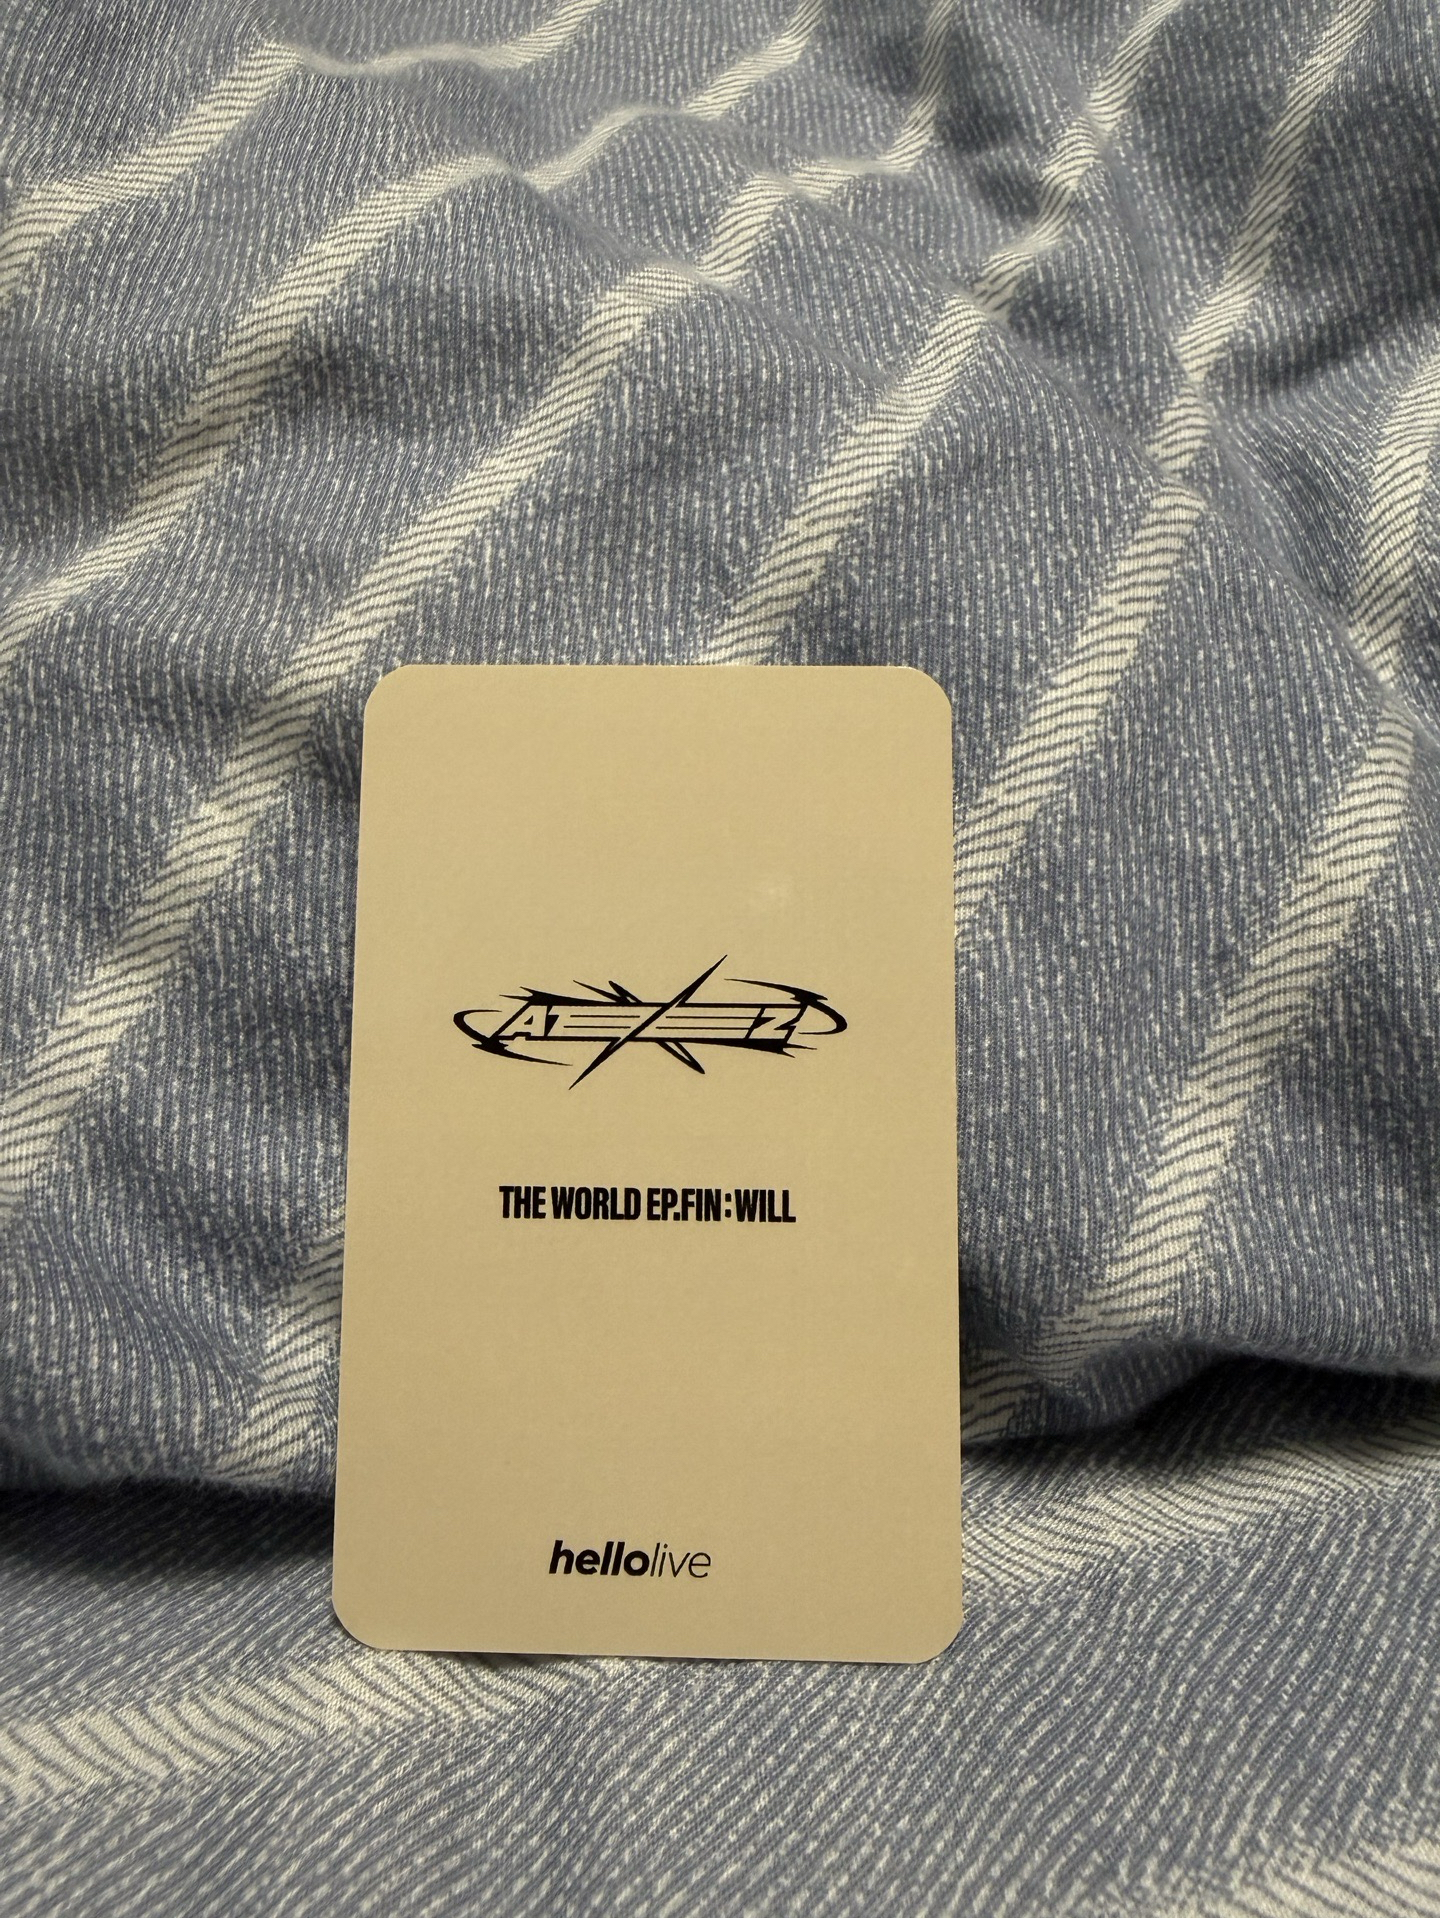 ATEEZ
THE WORLD EP.FIN : WILL
hellolive